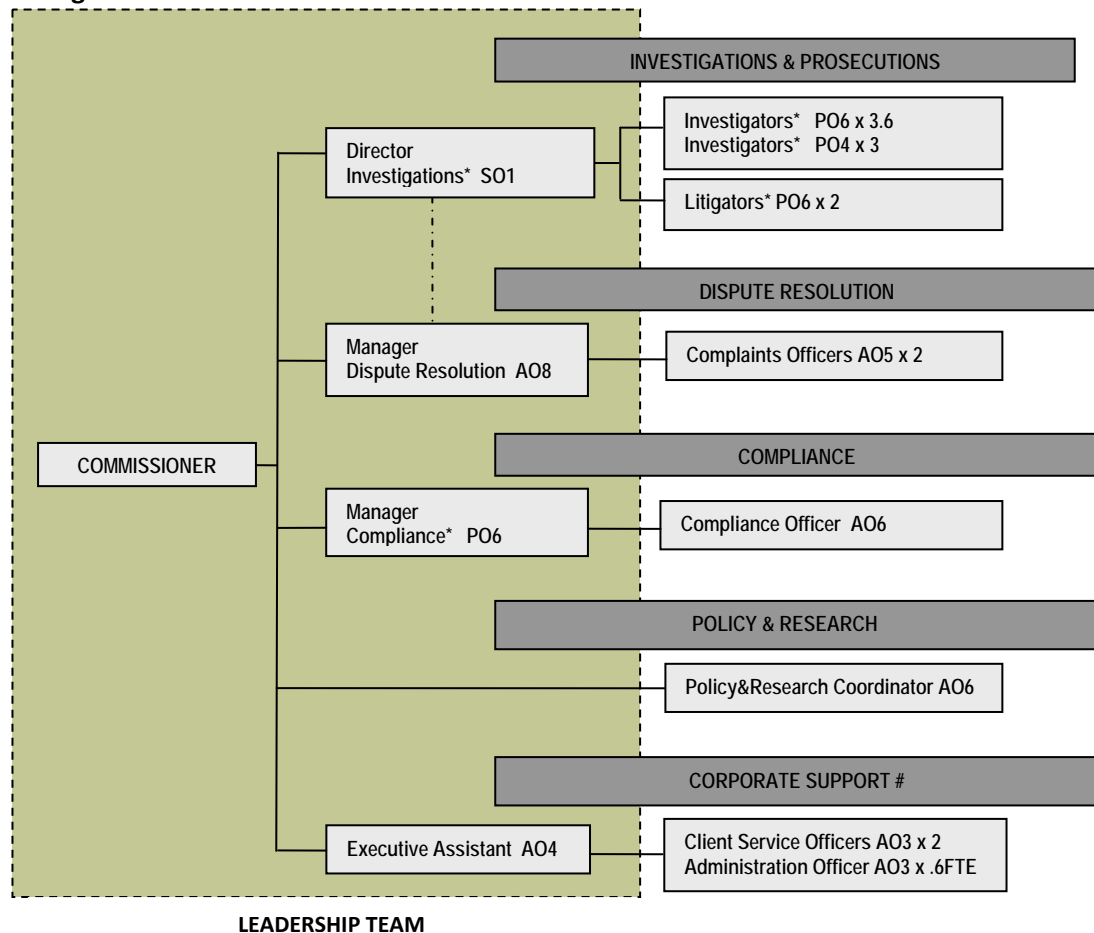 INVESTIGATIONS & PROSECUTIONS
Director
Investigations* SO1
Investigators* PO6 x 3.6
Investigators* PO4 x 3
Litigators* PO6 x 2
DISPUTE RESOLUTION
Manager
Dispute Resolution AO8
Complaints Officers AO5 x 2
COMMISSIONER
COMPLIANCE
Manager
Compliance* PO6
Compliance Officer AO6
POLICY & RESEARCH
Policy&Research Coordinator AO6
CORPORATE SUPPORT #
Executive Assistant AO4
Client Service Officers AO3 x 2
Administration Officer AO3 x .6FTE
LEADERSHIP TEAM